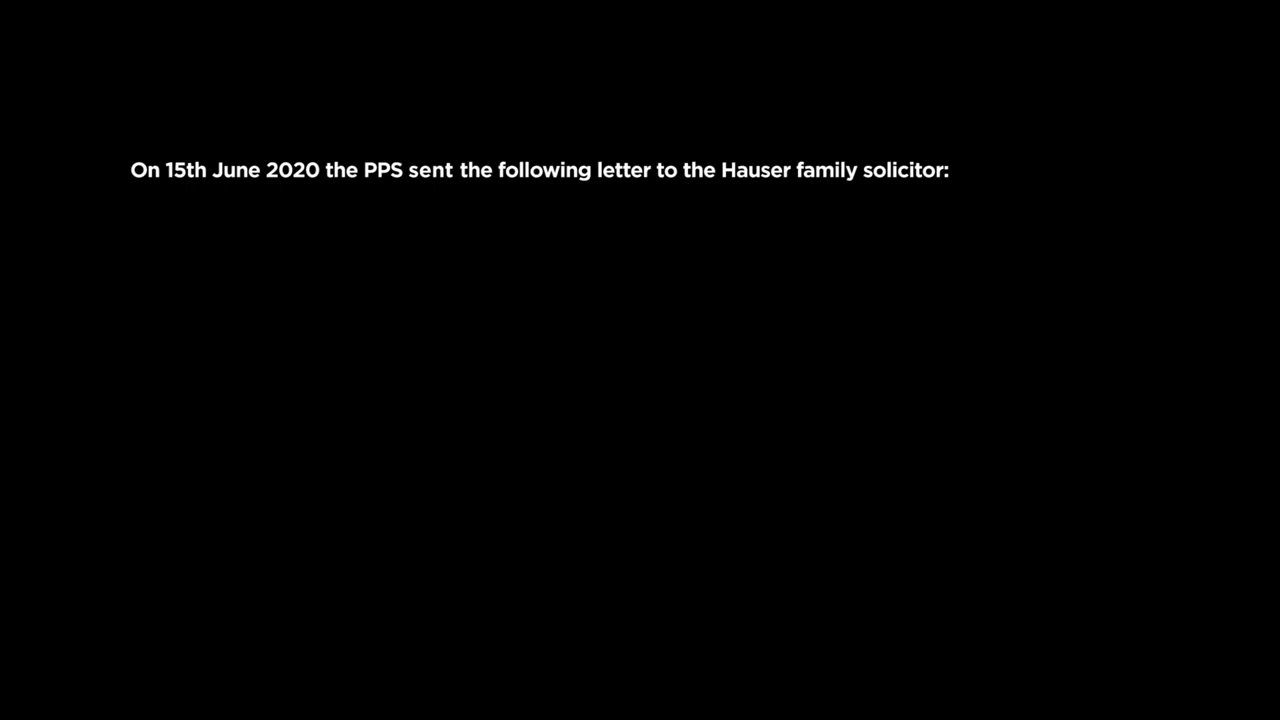 On 15th June 2020 the PPS sent the following letter to the Hauser family solicitor: